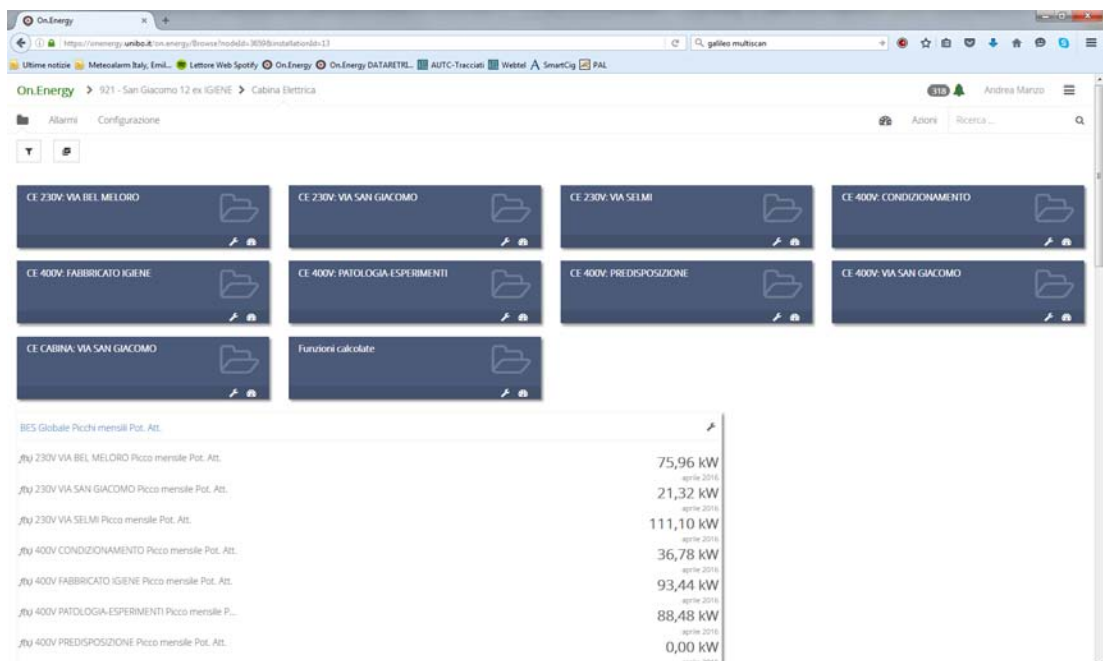 On.Energy
https://onenergy.unibo.it/on.energy/Browse?nodeId=3039&installationId=13
galileo multiscan
Ultime notizie
Meteoalarm Italy, Emil...
Lettore Web Spotify
On.Energy
On.Energy DATARETRI...
AUTC-Tracciati
Webtel
SmartCig
PAL
On.Energy > 921 - San Giacomo 12 ex IGIENE > Cabina Elettrica
318
Andrea Manzo
Allarmi
Configurazione
Azioni
Ricerca ...
CE 230V: VIA BEL MELORO
CE 230V: VIA SAN GIACOMO
CE 230V: VIA SELMI
CE 400V: CONDIZIONAMENTO
CE 400V: FABBRICATO IGIENE
CE 400V: PATOLOGIA-ESPERIMENTI
CE 400V: PREDISPOSIZIONE
CE 400V: VIA SAN GIACOMO
CE CABINA: VIA SAN GIACOMO
Funzioni calcolate
BES Globale Picchi mensili Pot. Att.
f(x) 230V VIA BEL MELORO Picco mensile Pot. Att.
75,96 kW
aprile 2016
f(x) 230V VIA SAN GIACOMO Picco mensile Pot. Att.
21,32 kW
aprile 2016
f(x) 230V VIA SELMI Picco mensile Pot. Att.
111,10 kW
aprile 2016
f(x) 400V CONDIZIONAMENTO Picco mensile Pot. Att.
36,78 kW
aprile 2016
f(x) 400V FABBRICATO IGIENE Picco mensile Pot. Att.
93,44 kW
aprile 2016
f(x) 400V PATOLOGIA-ESPERIMENTI Picco mensile P...
88,48 kW
aprile 2016
f(x) 400V PREDISPOSIZIONE Picco mensile Pot. Att.
0,00 kW
aprile 2016